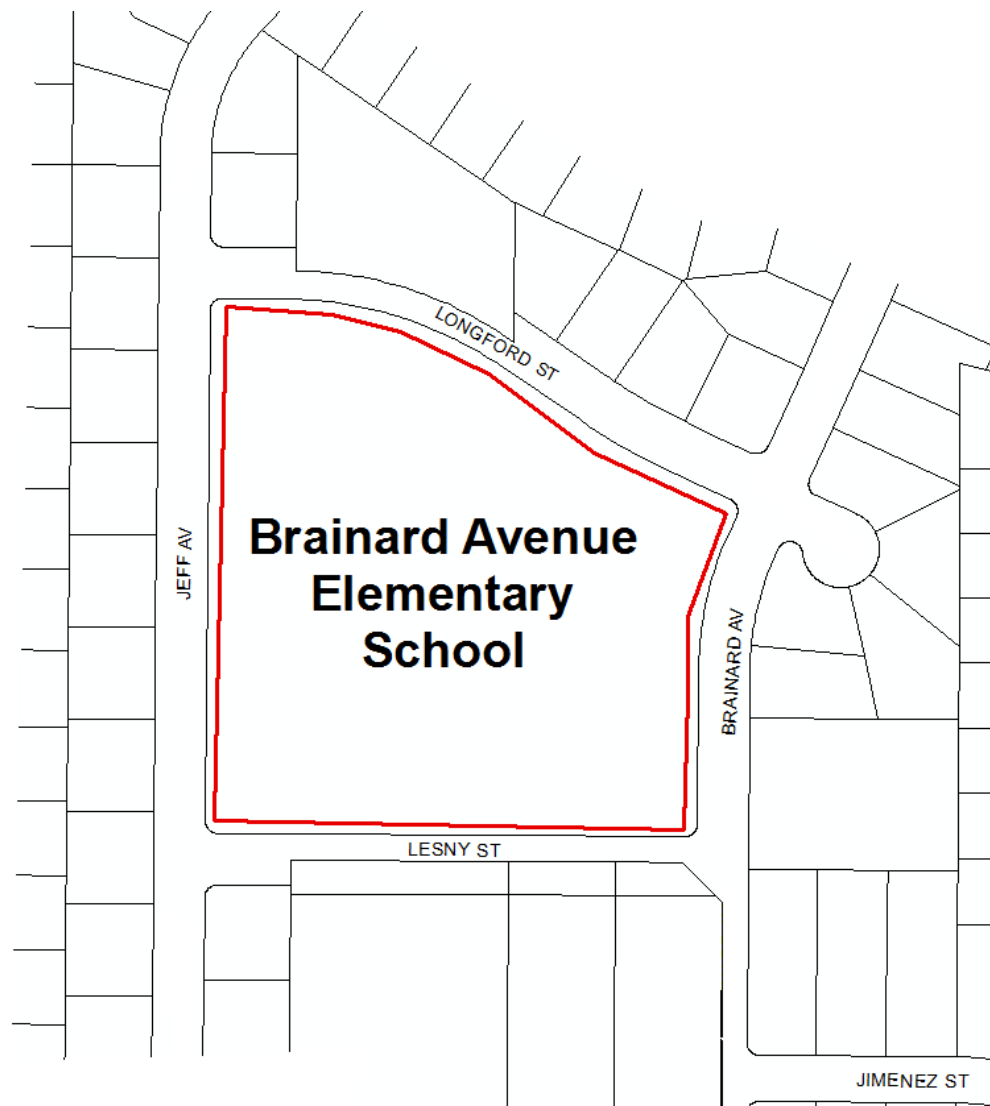 LONGFORD ST
JEFF AV
Brainard Avenue
Elementary
School
BRAINARD AV
LESNY ST
JIMENEZ ST